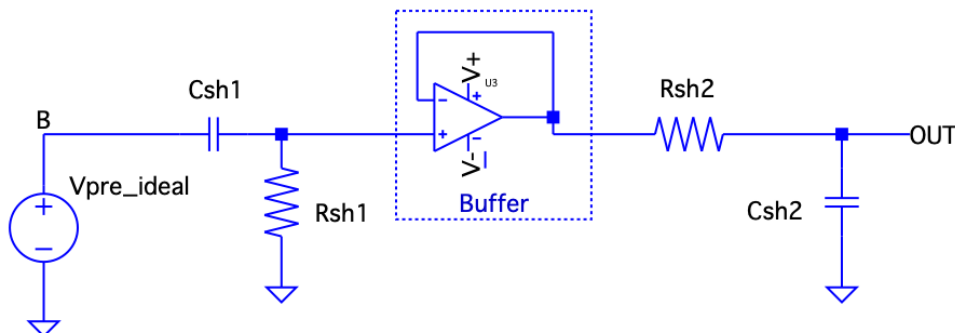 B
Vpre_ideal
Csh1
Rsh1
V+
U3
V-
Buffer
Rsh2
Csh2
OUT